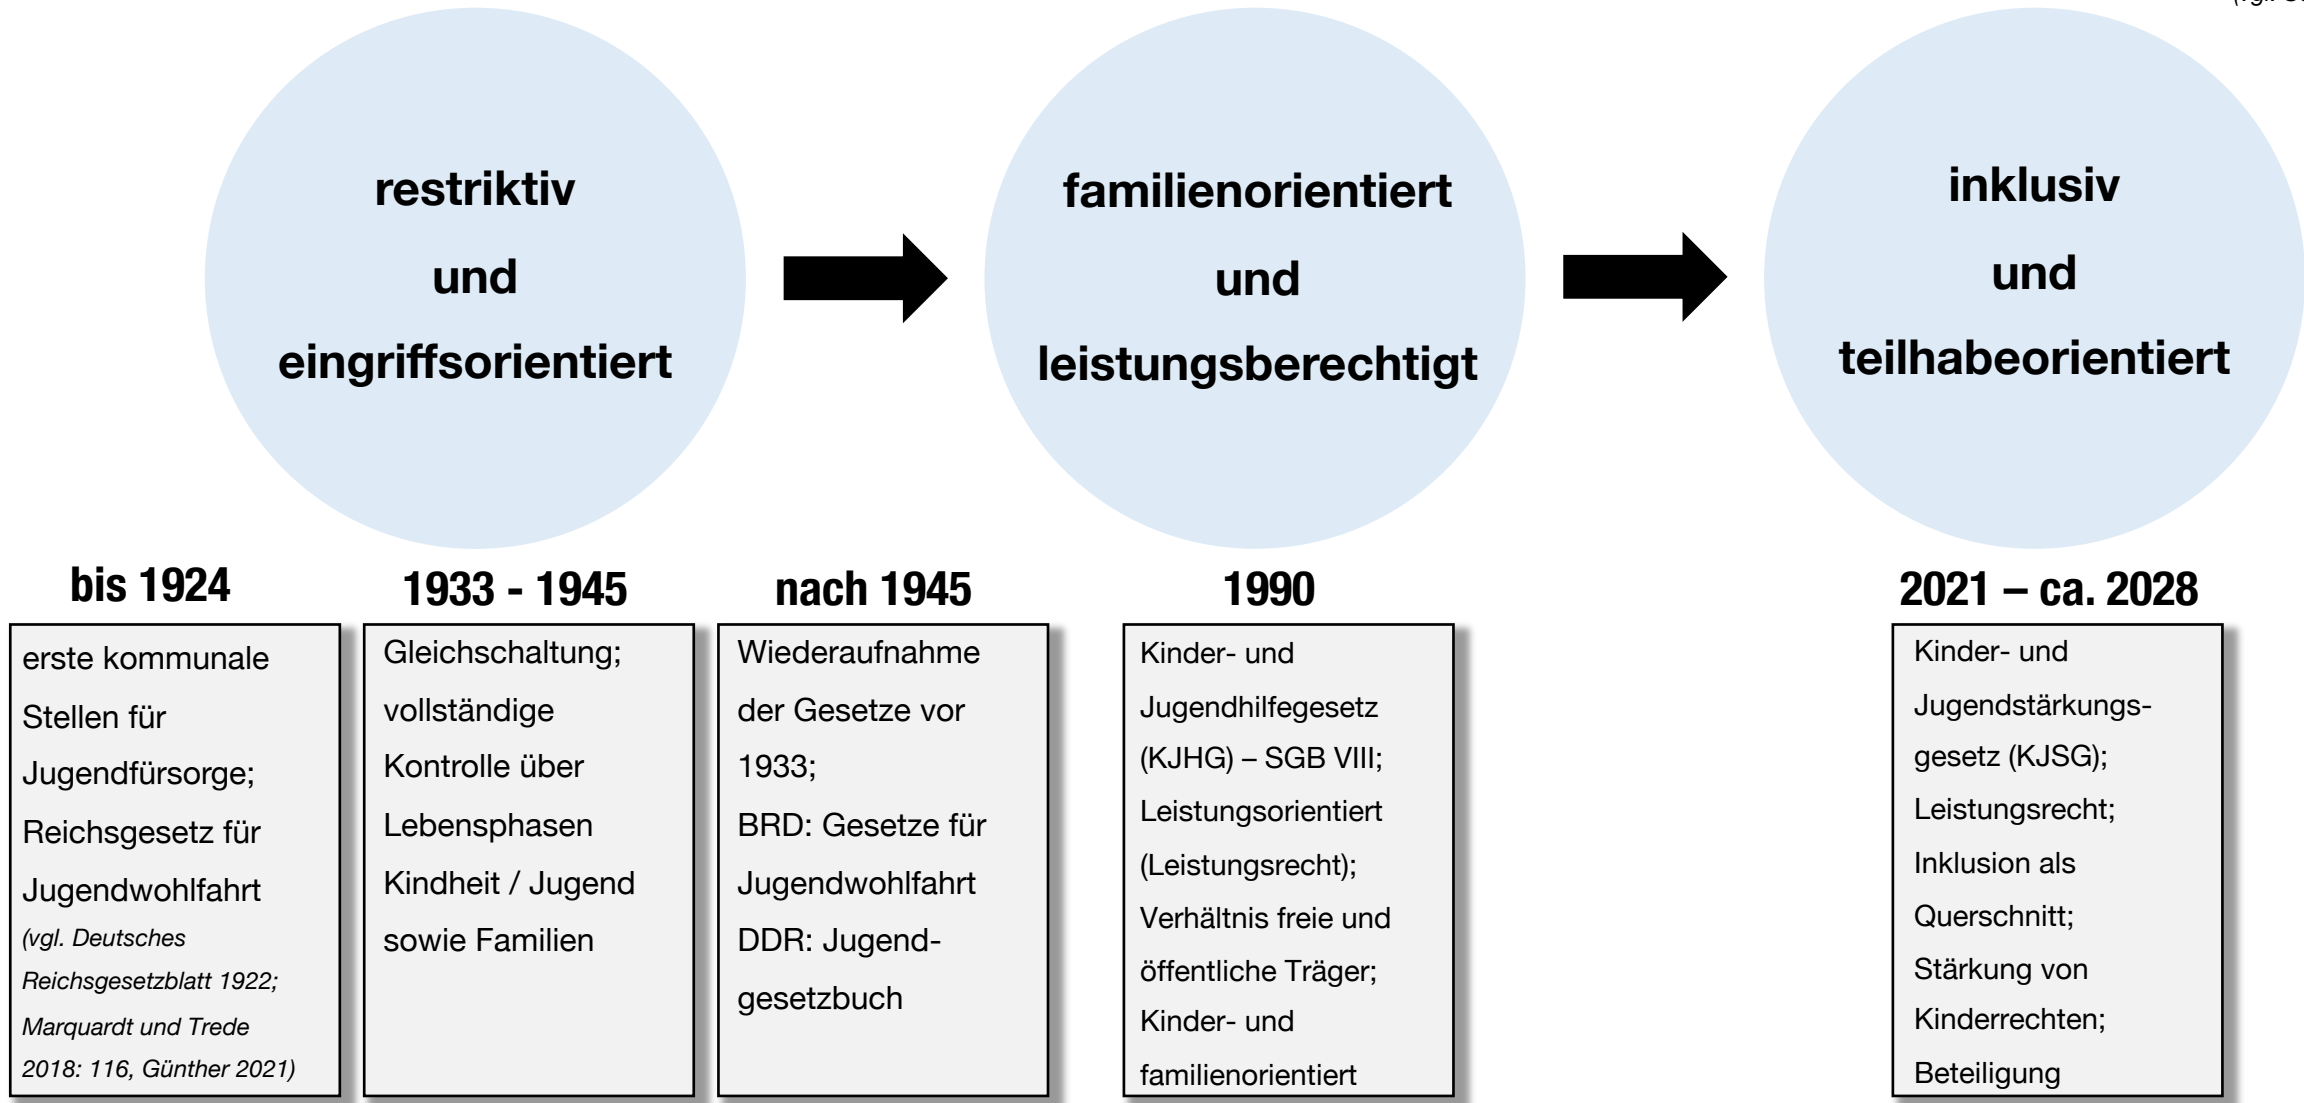 (vgl.
restriktiv
und
eingriffsorientiert
familienorientiert
und
leistungsberechtigt
inklusiv
und
teilhabeorientiert
bis 1924
erste kommunale
Stellen für
Jugendfürsorge;
Reichsgesetz für
Jugendwohlfahrt
(vgl. Deutsches
Reichsgesetzblatt 1922;
Marquardt und Trede
2018: 116, Günther 2021)
1933 - 1945
Gleichschaltung;
vollständige
Kontrolle über
Lebensphasen
Kindheit / Jugend
sowie Familien
nach 1945
Wiederaufnahme
der Gesetze vor
1933;
BRD: Gesetze für
Jugendwohlfahrt
DDR: Jugend-
gesetzbuch
1990
Kinder- und
Jugendhilfegesetz
(KJHG) – SGB VIII;
Leistungsorientiert
(Leistungsrecht);
Verhältnis freie und
öffentliche Träger;
Kinder- und
familienorientiert
2021 – ca. 2028
Kinder- und
Jugendstärkungs-
gesetz (KJSG);
Leistungsrecht;
Inklusion als
Querschnitt;
Stärkung von
Kinderrechten;
Beteiligung